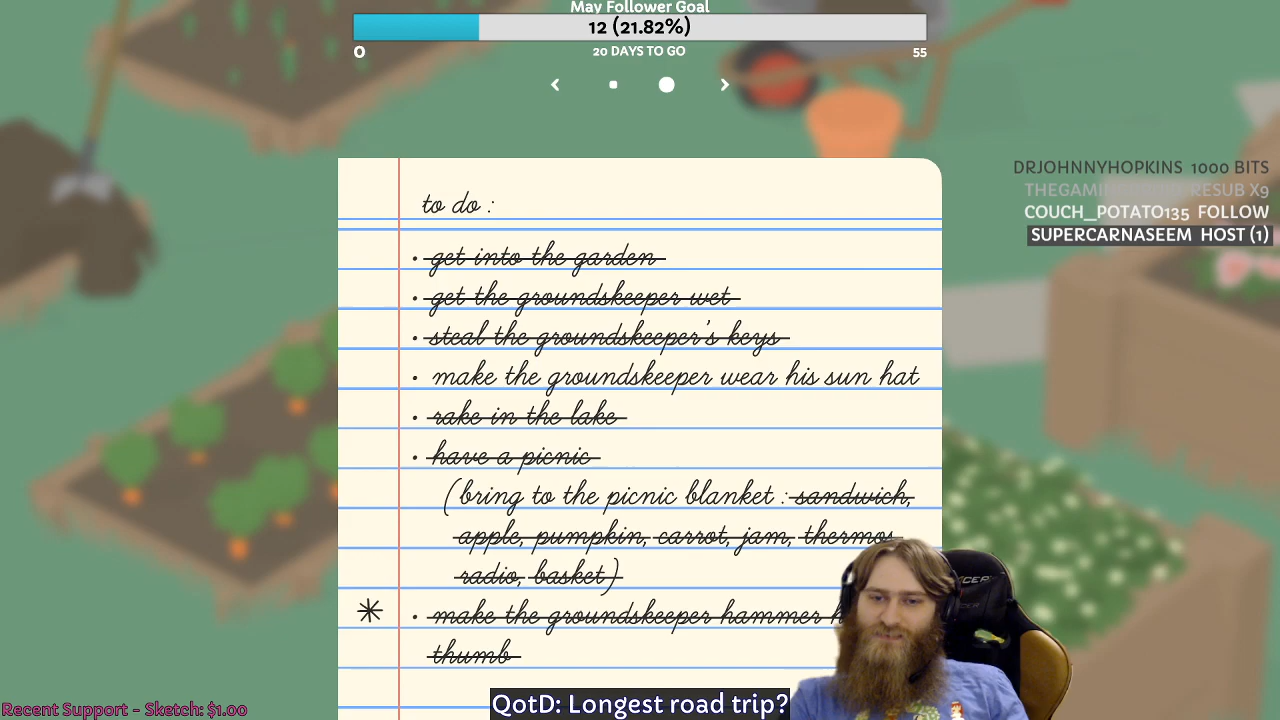 May Follower Goal
12 (21.82%)
0
20 DAYS TO GO
55
DRJOHNNYHOPKINS 1000 BITS
RESUB X9
COUCH_POTATO135 FOLLOW
SUPERCARNASEEM HOST (1)
to do :
• get into the garden
• get the groundskeeper wet
• steal the groundskeeper's keys
• make the groundskeeper wear his sun hat
• rake in the lake
• have a picnic
(bring to the picnic blanket : sandwich,
apple, pumpkin, carrot, jam, thermos
radio, basket)
• make the groundskeeper hammer
thumb
QotD: Longest road trip?
Recent Support - Sketch: $1.00